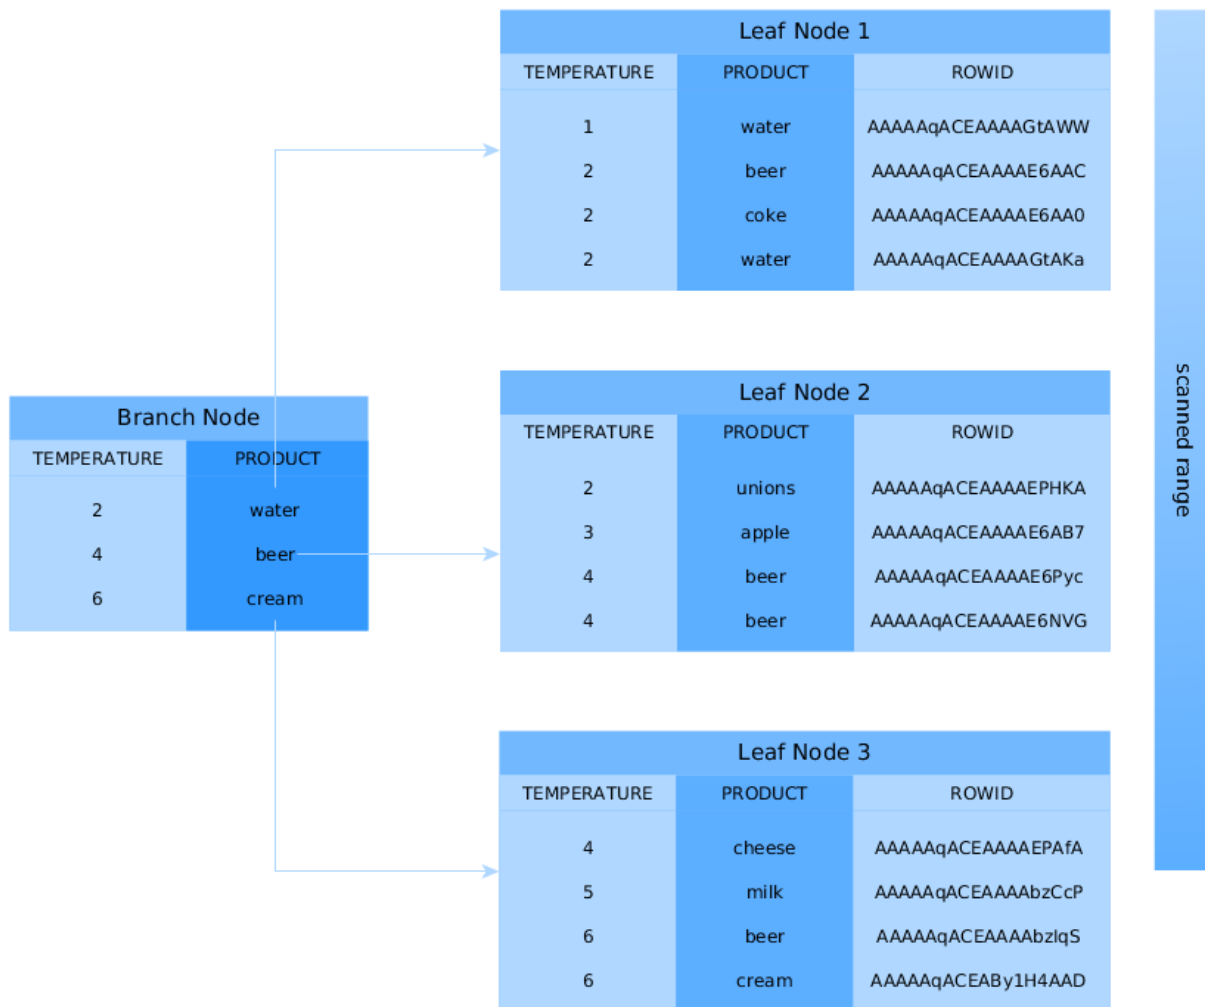 Leaf Node 1
TEMPERATURE PRODUCT ROWID
1 water AAAAAqACEAAAAGtAWW
2 beer AAAAAqACEAAAAE6AAC
2 coke AAAAAqACEAAAAE6AA0
2 water AAAAAqACEAAAAGtAKa
Branch Node
TEMPERATURE PRODUCT
2 water
4 beer
6 cream
Leaf Node 2
TEMPERATURE PRODUCT ROWID
2 unions AAAAAqACEAAAAEPHKA
3 apple AAAAAqACEAAAAE6AB7
4 beer AAAAAqACEAAAAE6Pyc
4 beer AAAAAqACEAAAAE6NVG
Leaf Node 3
TEMPERATURE PRODUCT ROWID
4 cheese AAAAAqACEAAAAEPAfA
5 milk AAAAAqACEAAAAbzCcP
6 beer AAAAAqACEAAAAbzIqS
6 cream AAAAAqACEABy1H4AAD
scanned range